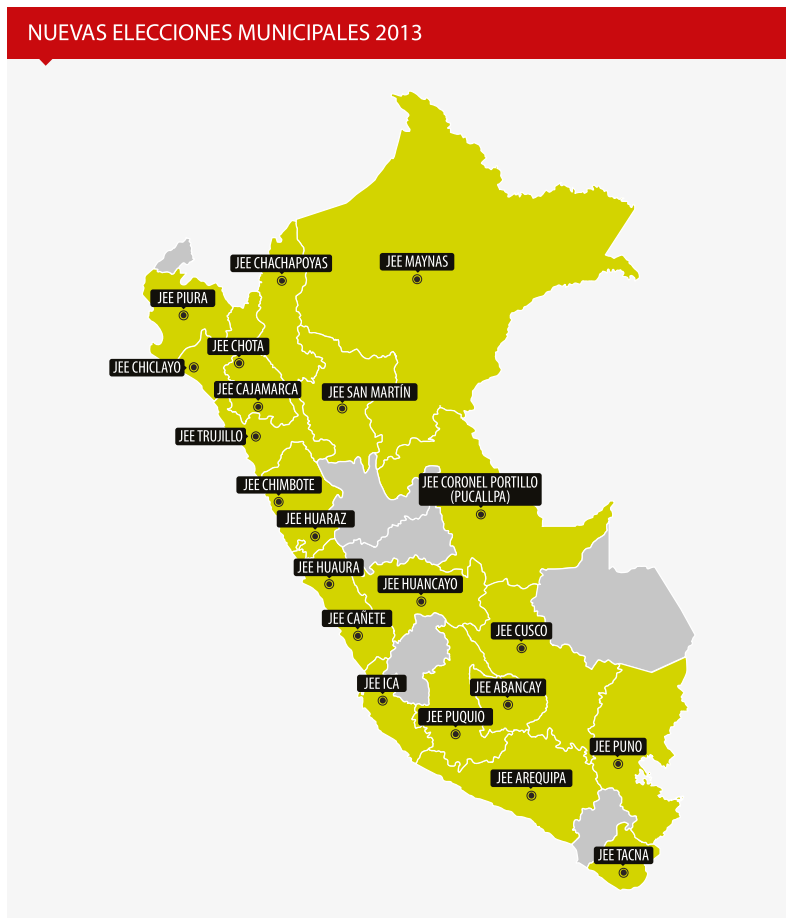 NUEVAS ELECCIONES MUNICIPALES 2013
JEE CHACHAPOYAS
JEE MAYNAS
JEE PIURA
JEE CHOTA
JEE CHICLAYO
JEE CAJAMARCA
JEE SAN MARTÍN
JEE TRUJILLO
JEE CHIMBOTE
JEE CORONEL PORTILLO
(PUCALLPA)
JEE HUARAZ
JEE HUAURA
JEE HUANCAYO
JEE CAÑETE
JEE CUSCO
JEE ICA
JEE ABANCAY
JEE PUQUIO
JEE PUNO
JEE AREQUIPA
JEE TACNA